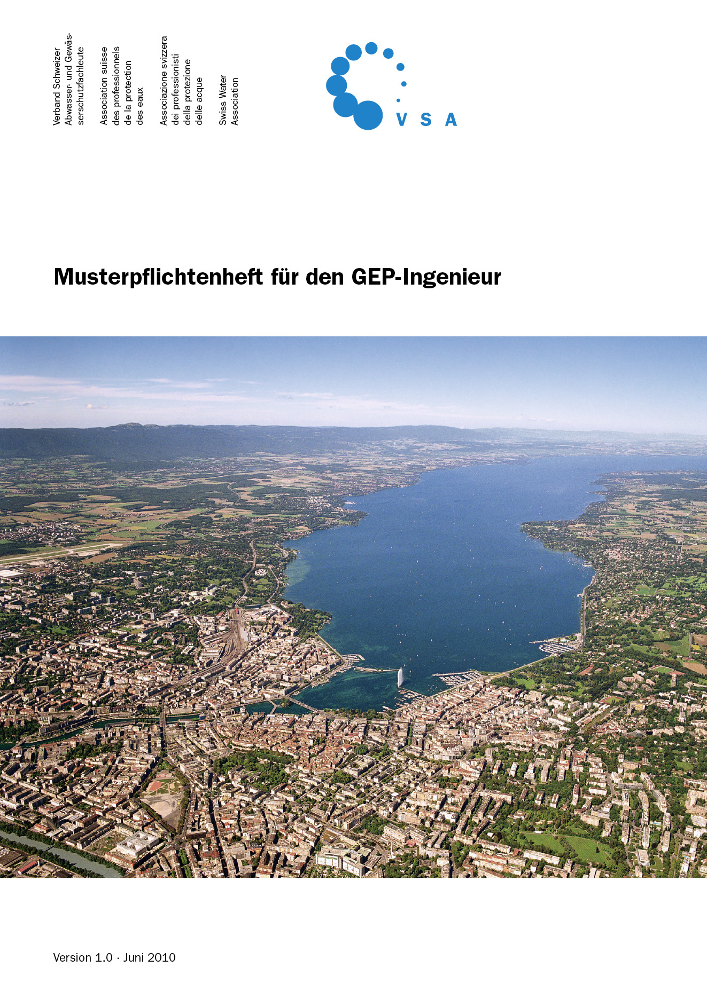 Verband Schweizer
Abwasser- und Gewäs-
serschutzfachleute
Association suisse
des professionnels
de la protection
des eaux
Associazione svizzera
dei professionisti
della protezione
delle acque
Swiss Water
Association
V S A
Musterpflichtenheft für den GEP-Ingenieur
Version 1.0 · Juni 2010